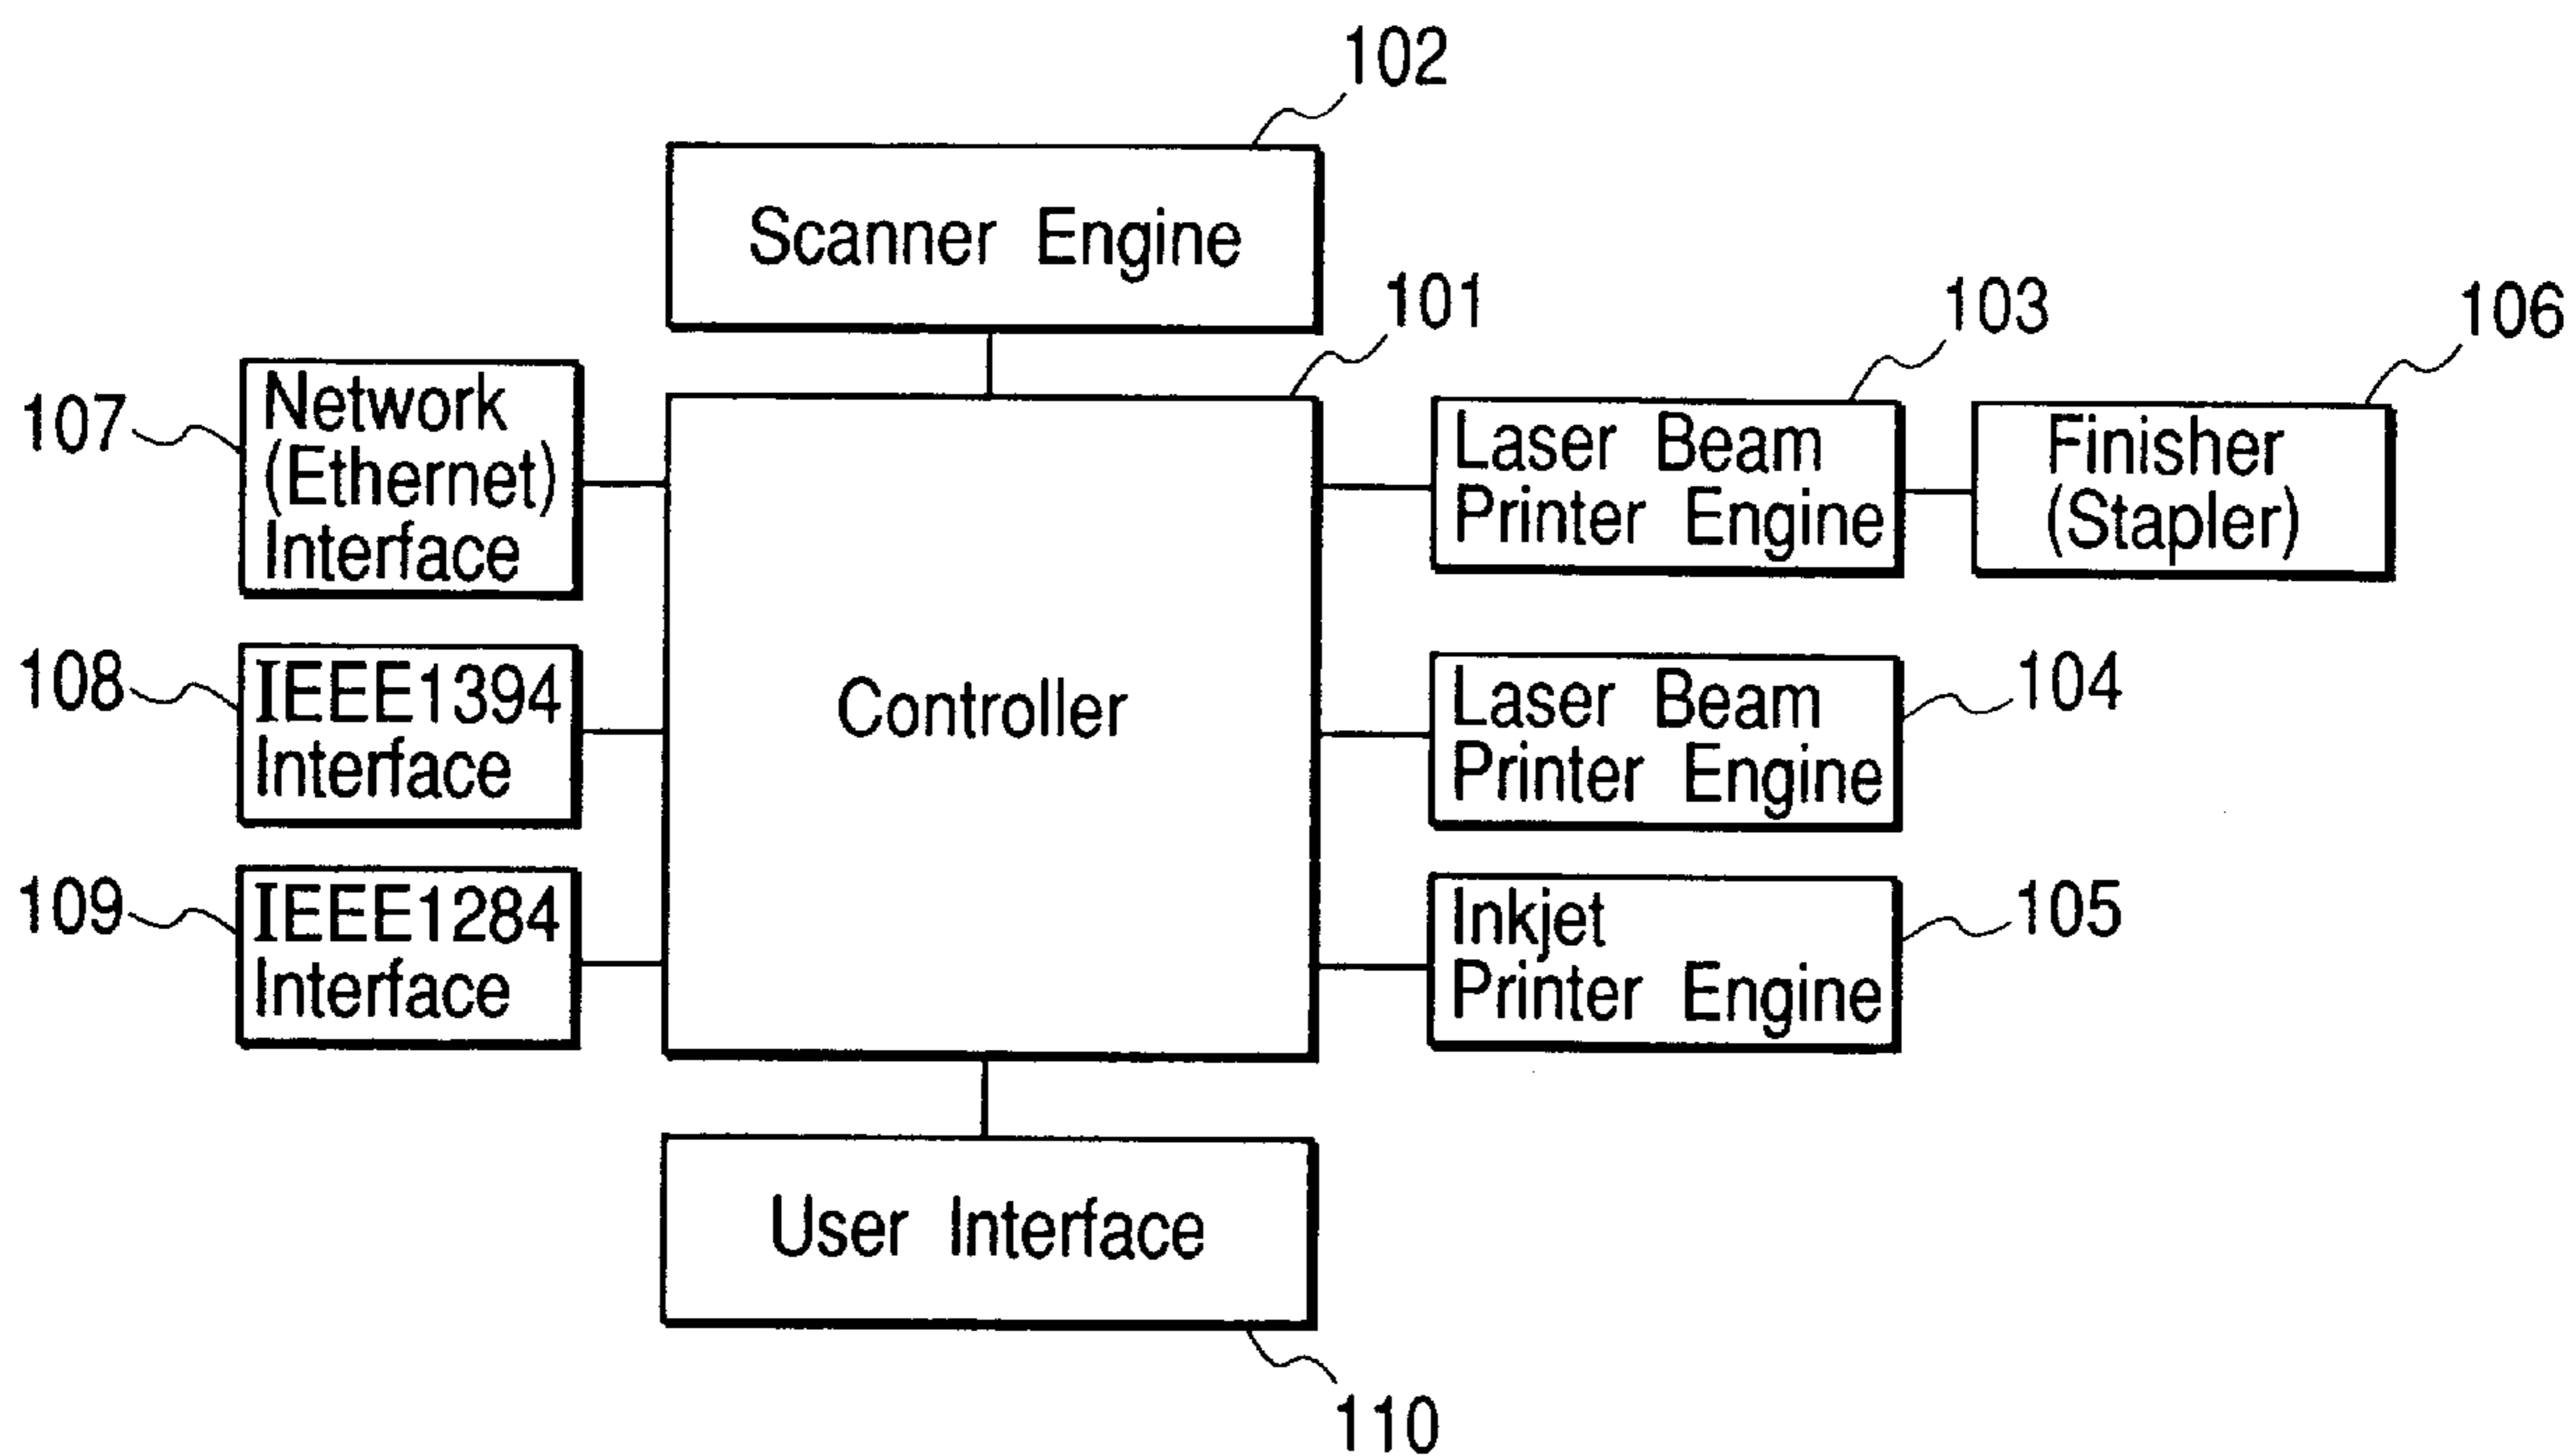 102
Scanner Engine
101
103
106
107
Network
(Ethernet)
Interface
Laser Beam
Printer Engine
Finisher
(Stapler)
108
IEEE1394
Interface
Controller
Laser Beam
Printer Engine
104
109
IEEE1284
Interface
Inkjet
Printer Engine
105
User Interface
110